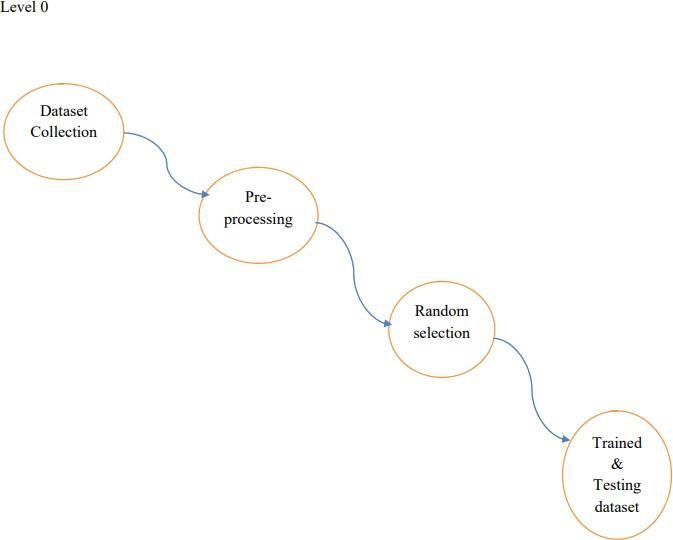 Level 0
Dataset
Collection
Pre-
processing
Random
selection
Trained
&
Testing
dataset